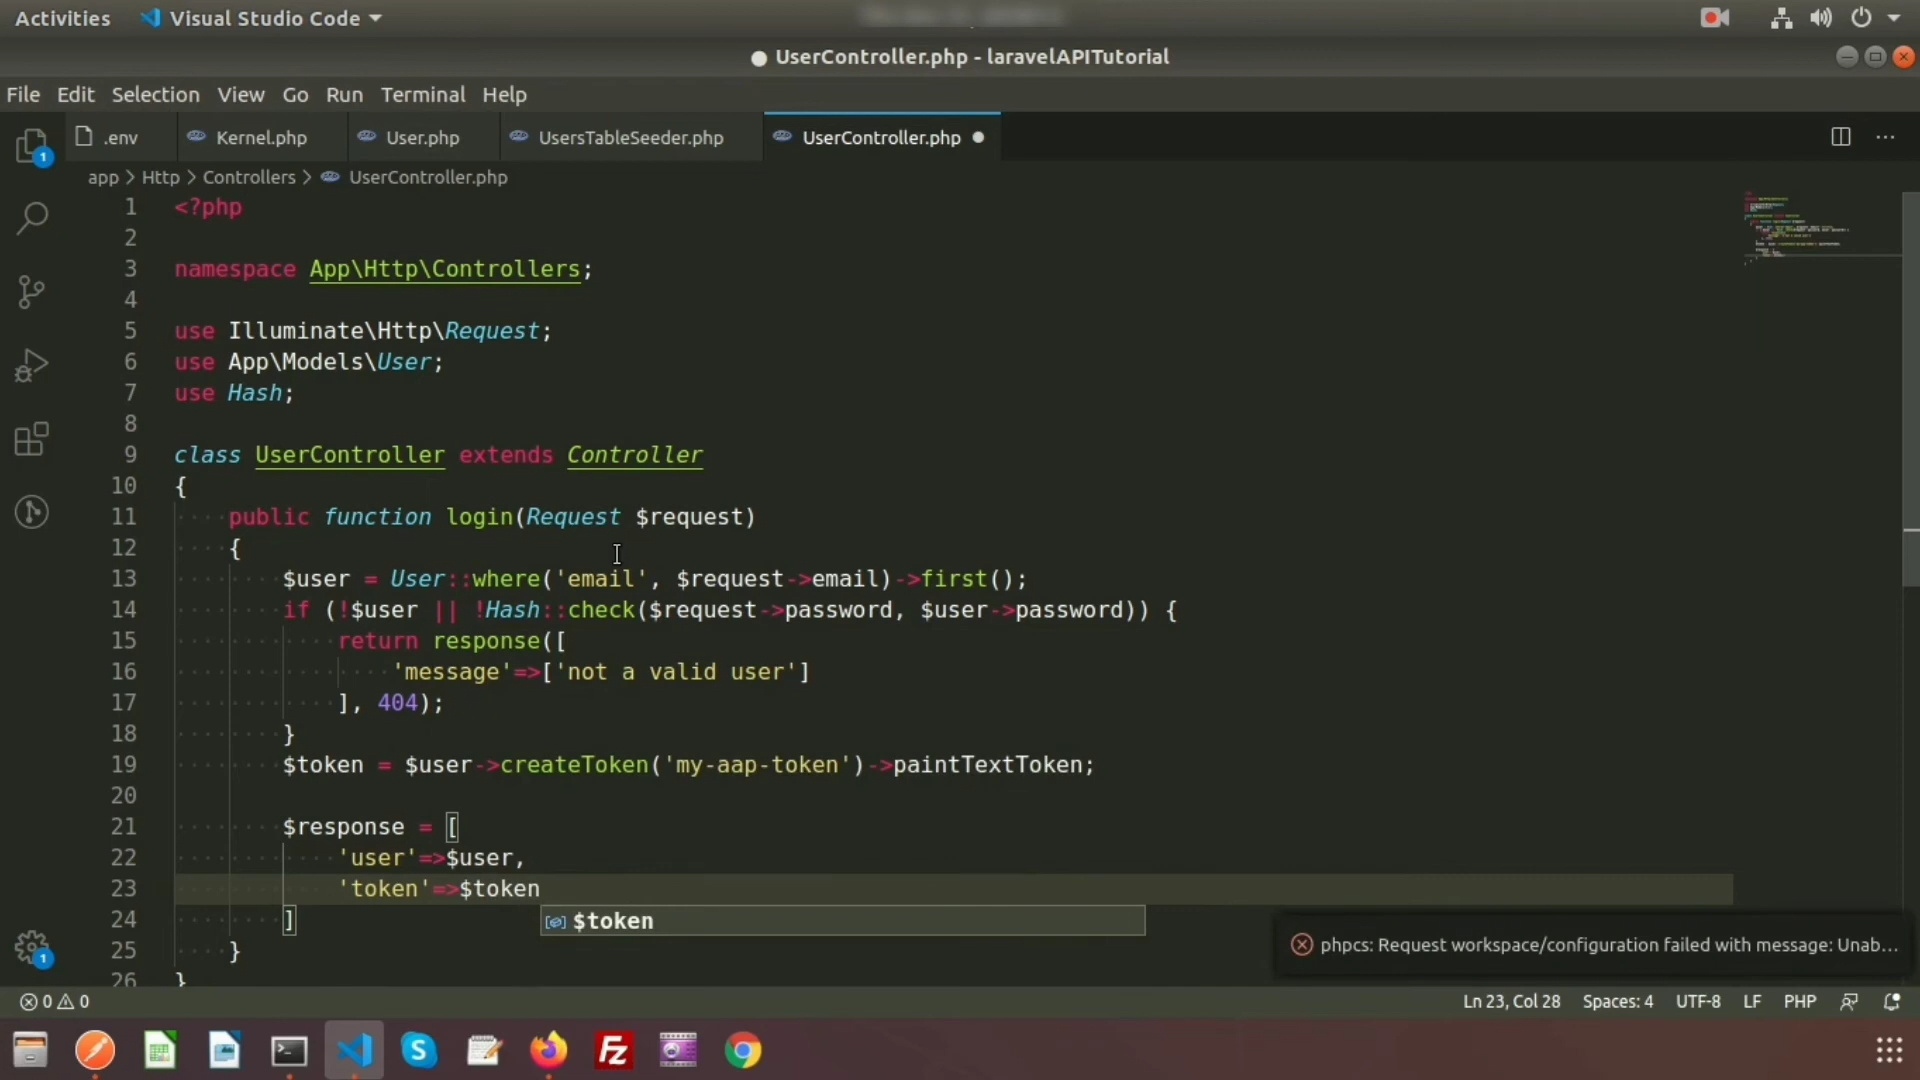 Activities Visual Studio Code
UserController.php - laravelAPITutorial
File Edit Selection View Go Run Terminal Help
.env Kernel.php User.php UsersTableSeeder.php UserController.php
app > Http > Controllers > UserController.php
1 <?php
2
3 namespace App\Http\Controllers;
4
5 use Illuminate\Http\Request;
6 use App\Models\User;
7 use Hash;
8
9 class UserController extends Controller
10 {
11 public function login(Request $request)
12 {
13 $user = User::where('email', $request->email)->first();
14 if (!$user || !Hash::check($request->password, $user->password)) {
15 return response([
16 'message'=>['not a valid user']
17 ], 404);
18 }
19 $token = $user->createToken('my-aap-token')->paintTextToken;
20
21 $response = [
22 'user'=>$user,
23 'token'=>$token
24 ]
$token
25 }
26 }
phpcs: Request workspace/configuration failed with message: Unab...
0 0 Ln 23, Col 28 Spaces: 4 UTF-8 LF PHP